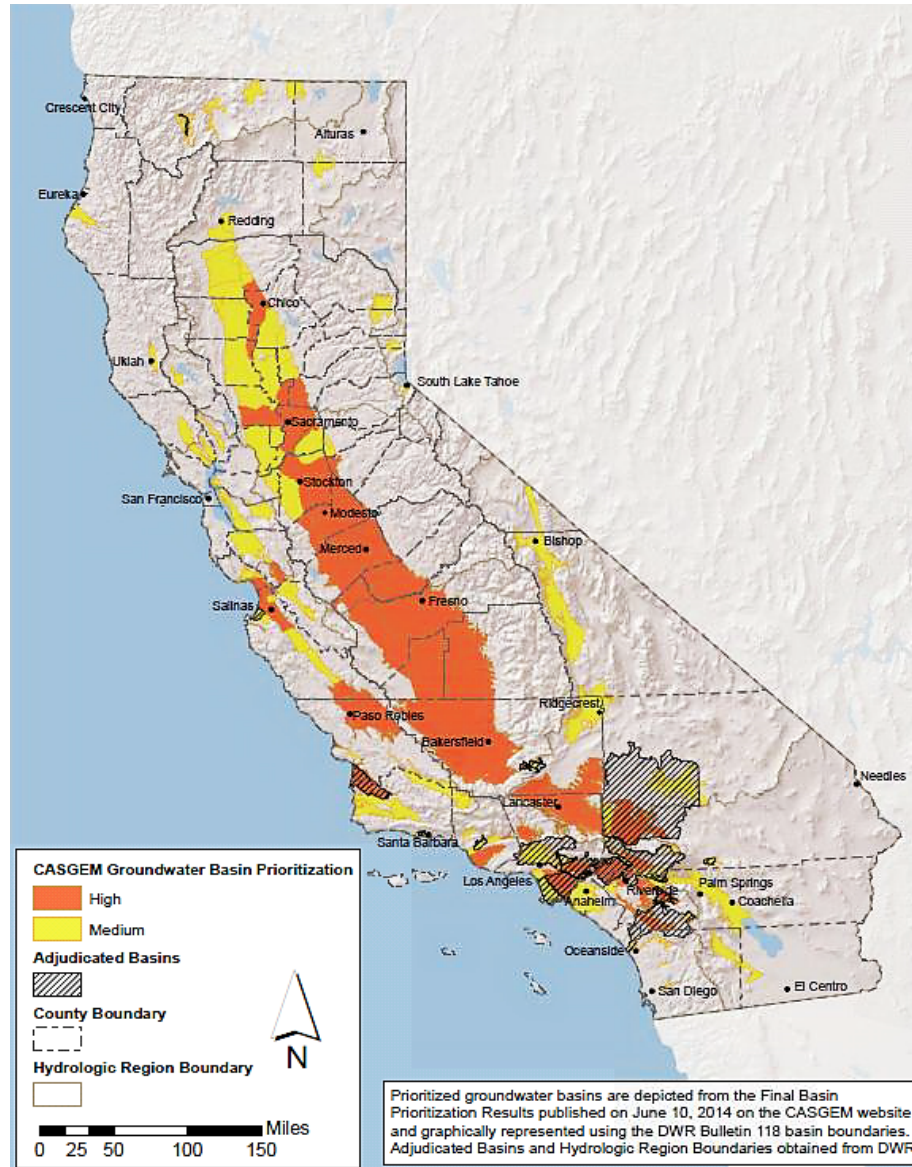 Crescent City
Alturas
Eureka
Redding
Chico
Ukiah
South Lake Tahoe
Sacramento
Stockton
San Francisco
Modesto
Bishop
Merced
Fresno
Salinas
Ridgecrest
Paso Robles
Bakersfield
Needles
Lancaster
Santa Barbara
Los Angeles
Riverside
Palm Springs
Anaheim
Coachella
Oceanside
San Diego
El Centro
CASGEM Groundwater Basin Prioritization
High
Medium
Adjudicated Basins
County Boundary
Hydrologic Region Boundary
N
Miles
0 25 50 100 150
Prioritized groundwater basins are depicted from the Final Basin
Prioritization Results published on June 10, 2014 on the CASGEM website
and graphically represented using the DWR Bulletin 118 basin boundaries.
Adjudicated Basins and Hydrologic Region Boundaries obtained from DWR